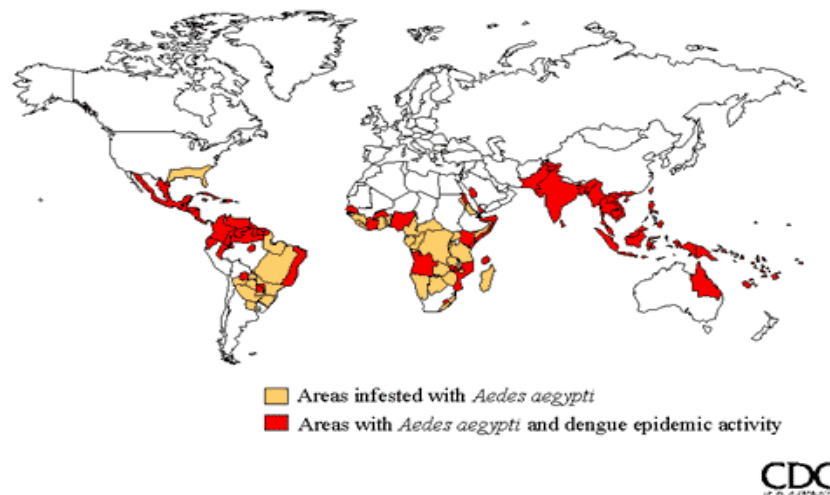 Areas infested with Aedes aegypti
Areas with Aedes aegypti and dengue epidemic activity
CDC